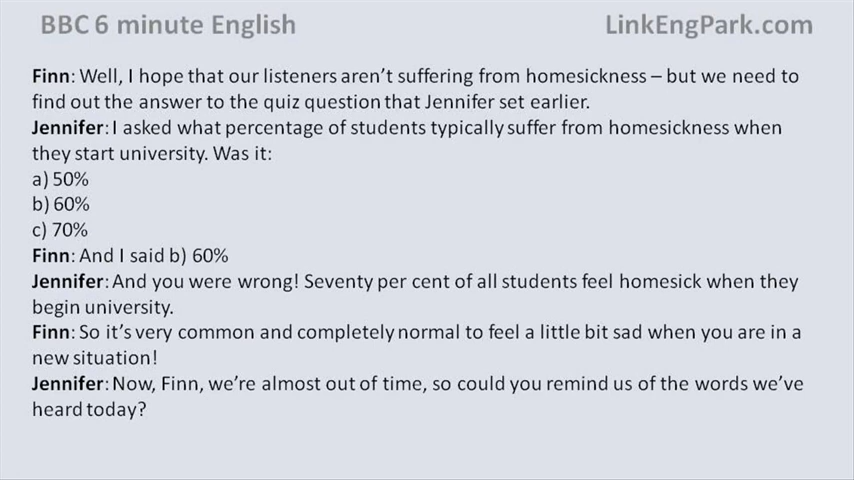 BBC 6 minute English
LinkEngPark.com
Finn: Well, I hope that our listeners aren't suffering from homesickness – but we need to
find out the answer to the quiz question that Jennifer set earlier.
Jennifer: I asked what percentage of students typically suffer from homesickness when
they start university. Was it:
a) 50%
b) 60%
c) 70%
Finn: And I said b) 60%
Jennifer: And you were wrong! Seventy per cent of all students feel homesick when they
begin university.
Finn: So it's very common and completely normal to feel a little bit sad when you are in a
new situation!
Jennifer: Now, Finn, we're almost out of time, so could you remind us of the words we've
heard today?